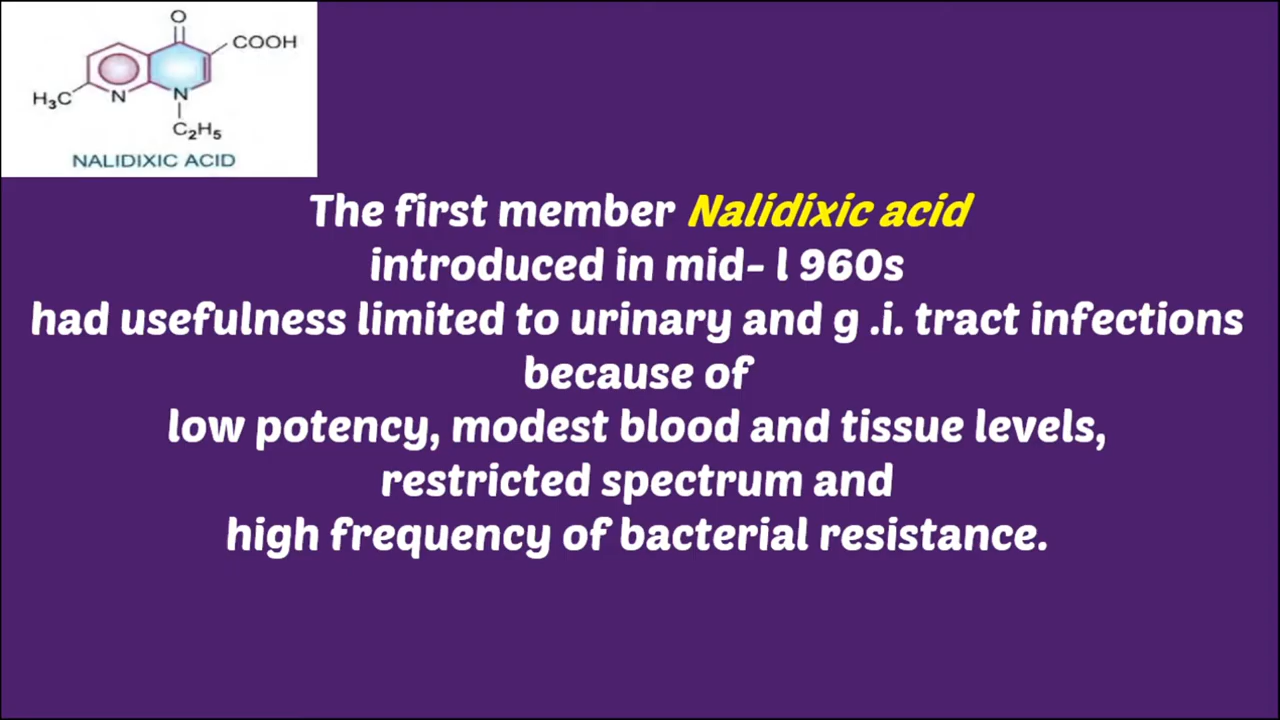 O
COOH
H₃C
N
N
C₂H₅
NALIDIXIC ACID
The first member Nalidixic acid
introduced in mid- l 960s
had usefulness limited to urinary and g .i. tract infections
because of
low potency, modest blood and tissue levels,
restricted spectrum and
high frequency of bacterial resistance.